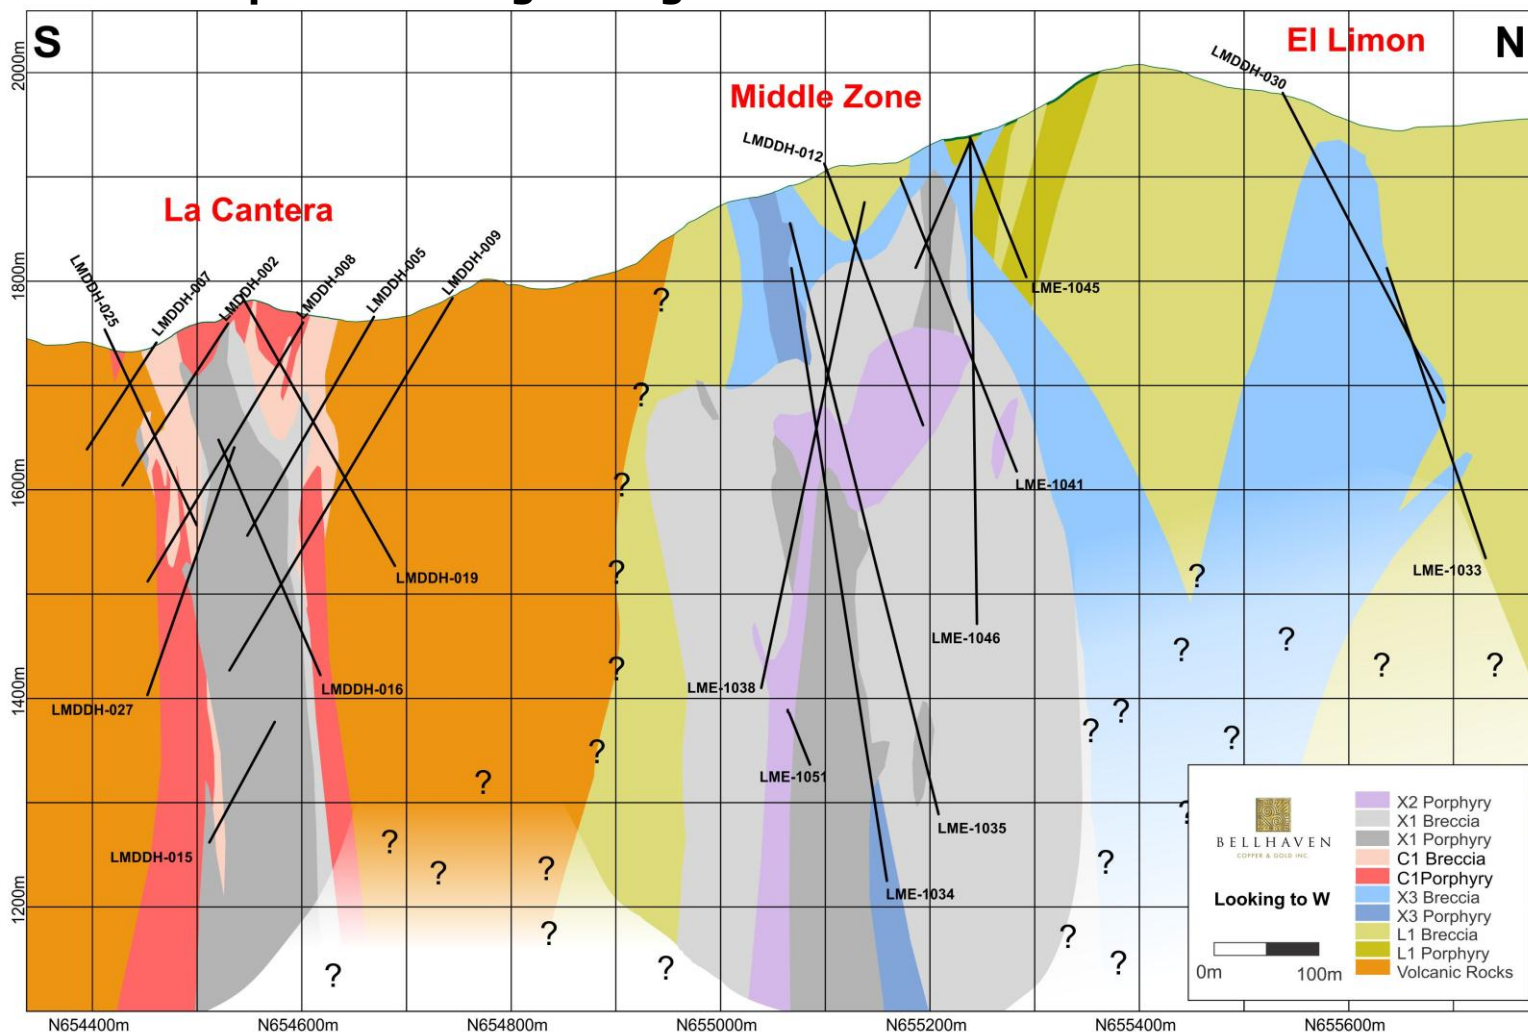 S
El Limon
N
LMDDH-030
2000m
Middle Zone
LMDDH-012
La Cantera
LMDDH-025
LMDDH-007
LMDDH-002
LMDDH-008
LMDDH-005
LMDDH-009
1800m
?
LME-1045
?
1600m
?
LME-1041
?
?
LMDDH-019
LME-1033
LME-1046
?
?
?
?
?
LMDDH-016
LME-1038
LMDDH-027
1400m
?
?
?
?
LME-1051
?
LME-1035
LMDDH-015
?
?
?
?
LME-1034
1200m
?
?
?
?
?
?
BELLHAVEN
COPPER & GOLD INC.
Looking to W
0m
100m
X2 Porphyry
X1 Breccia
X1 Porphyry
C1 Breccia
C1Porphyry
X3 Breccia
X3 Porphyry
L1 Breccia
L1 Porphyry
Volcanic Rocks
N654400m
N654600m
N654800m
N655000m
N655200m
N655400m
N655600m